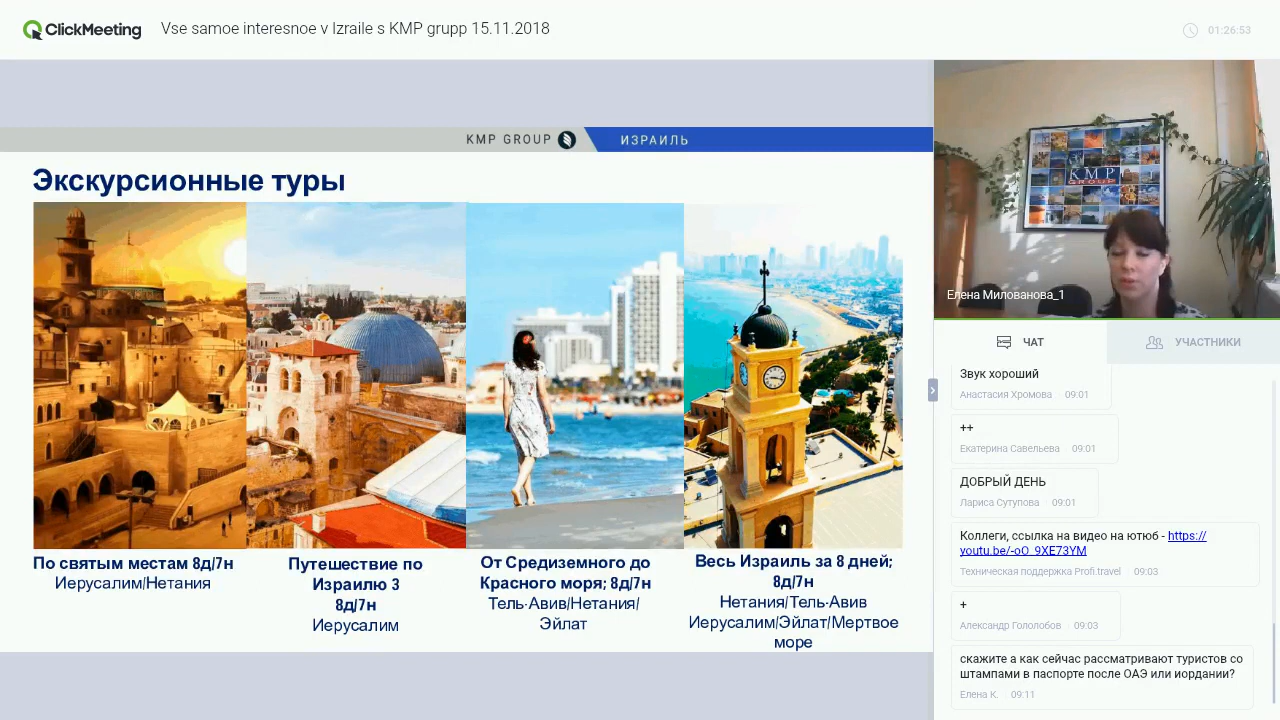 ClickMeeting
Vse samoe interesnoe v Izraile s KMP grupp 15.11.2018
01:26:53
KMP GROUP
ИЗРАИЛЬ
Экскурсионные туры
По святым местам 8д/7н
Иерусалим/Нетания
Путешествие по
Израилю 3
8д/7н
Иерусалим
От Средиземного до
Красного моря; 8д/7н
Тель-Авив/Нетания/
Эйлат
Весь Израиль за 8 дней;
8д/7н
Нетания/Тель-Авив
Иерусалим/Эйлат/Мертвое
море
KMP
GROUP
Елена Милованова_1
ЧАТ
УЧАСТНИКИ
Звук хороший
Анастасия Хромова 09:01
++
Екатерина Савельева 09:01
ДОБРЫЙ ДЕНЬ
Лариса Сутупова 09:01
Коллеги, ссылка на видео на ютюб - https://
youtu.be/-oO_9XE73YM
Техническая поддержка Profi.travel 09:03
+
Александр Гололобов 09:03
скажите а как сейчас рассматривают туристов со
штампами в паспорте после ОАЭ или иордании?
Елена К. 09:11